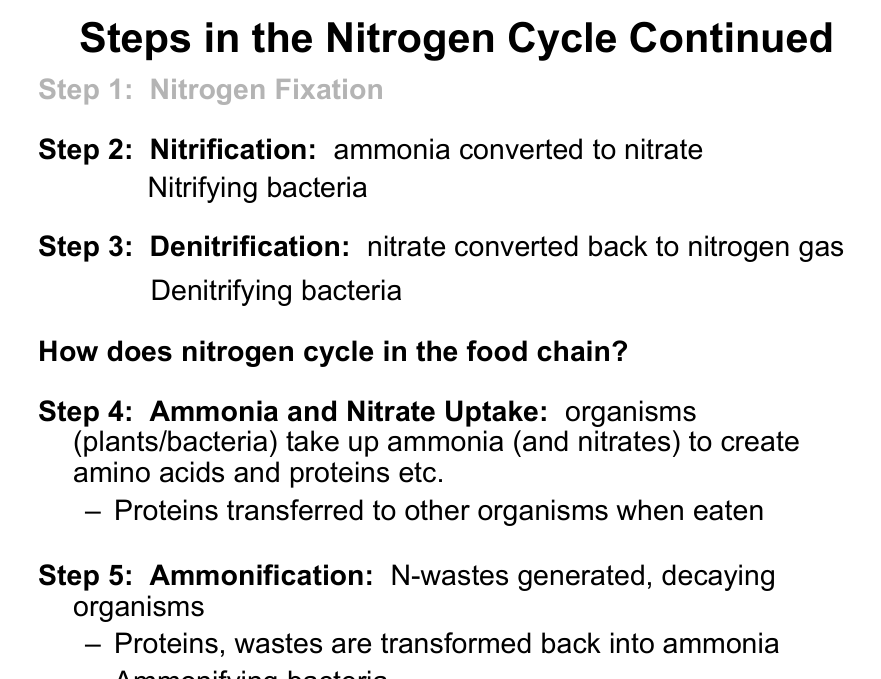 Steps in the Nitrogen Cycle Continued
Step 1: Nitrogen Fixation
Step 2: Nitrification: ammonia converted to nitrate
Nitrifying bacteria
Step 3: Denitrification: nitrate converted back to nitrogen gas
Denitrifying bacteria
How does nitrogen cycle in the food chain?
Step 4: Ammonia and Nitrate Uptake: organisms
(plants/bacteria) take up ammonia (and nitrates) to create
amino acids and proteins etc.
– Proteins transferred to other organisms when eaten
Step 5: Ammonification: N-wastes generated, decaying
organisms
– Proteins, wastes are transformed back into ammonia
Ammonifying bacteria